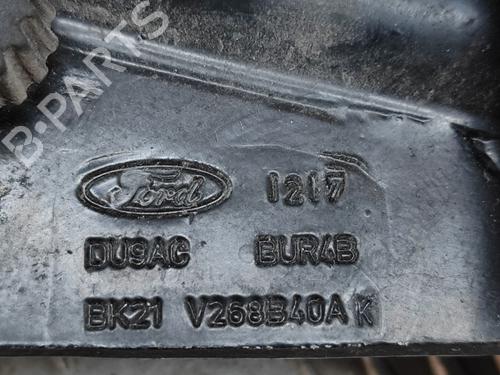 B-PARTS
Ford 1217
DU9AC BUR4B
BK21 V268B40A K